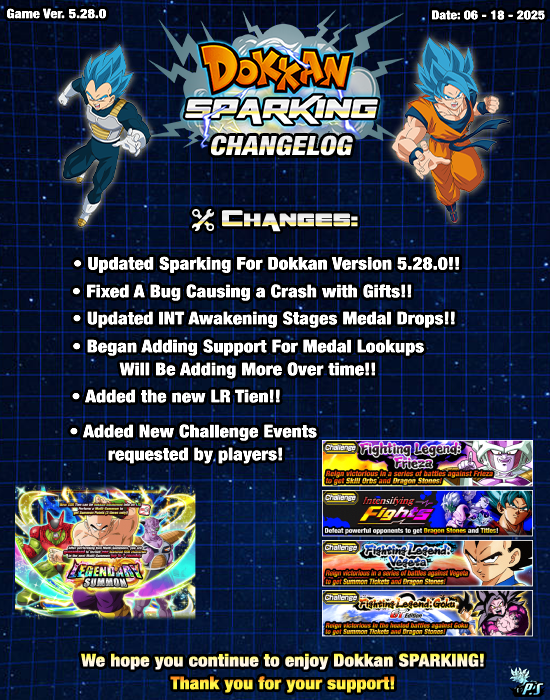 Game Ver. 5.28.0
Date: 06 - 18 - 2025
DOKKAN
SPARKING
CHANGELOG
CHANGES:
• Updated Sparking For Dokkan Version 5.28.0!!
• Fixed A Bug Causing a Crash with Gifts!!
• Updated INT Awakening Stages Medal Drops!!
• Began Adding Support For Medal Lookups
Will Be Adding More Over time!!
• Added the new LR Tien!!
• Added New Challenge Events
requested by players!
Challenge
Fighting Legend:
Frieza
Reign victorious in a series of battles against Frieza
to get Skill Orbs and Dragon Stones!
Challenge
Intensifying
Fights
Defeat powerful opponents to get Dragon Stones and Titles!
Challenge
Fighting Legend:
Vegeta
Reign victorious in a series of battles against Vegeta
to get Summon Tickets and Dragon Stones!
Challenge
Fighting Legend: Goku
Edition
Reign victorious in the heated battles against Goku
to get Summon Tickets and Dragon Stones!
LEGENDARY
SUMMON
We hope you continue to enjoy Dokkan SPARKING!
Thank you for your support!